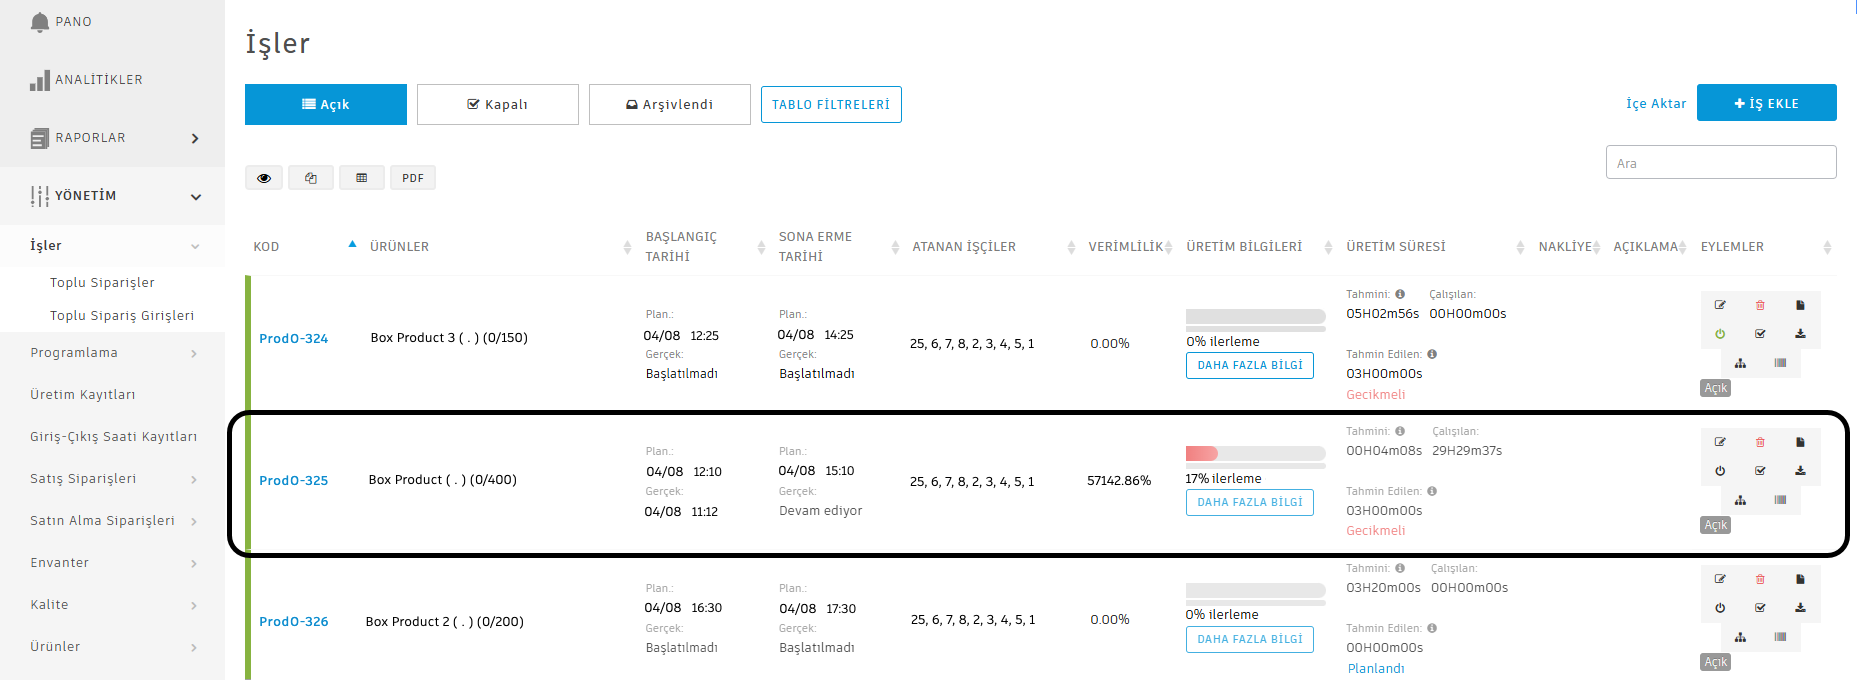 PANO
ANALİTİKLER
RAPORLAR
YÖNETİM
İşler
Toplu Siparişler
Toplu Sipariş Girişleri
Programlama
Üretim Kayıtları
Giriş-Çıkış Saati Kayıtları
Satış Siparişleri
Satın Alma Siparişleri
Envanter
Kalite
Ürünler
İşler
Açık
Kapalı
Arşivlendi
TABLO FİLTRELERİ
İçe Aktar
İŞ EKLE
PDF
Ara
KOD
ÜRÜNLER
BAŞLANGIÇ
TARİHİ
SONA ERME
TARİHİ
ATANAN İŞÇİLER
VERİMLİLİK
ÜRETİM BİLGİLERİ
ÜRETİM SÜRESİ
NAKLİYE
AÇIKLAMA
EYLEMLER
ProdO-324
Box Product 3 ( . ) (0/150)
Plan.:
04/08 12:25
Gerçek:
Başlatılmadı
Plan.:
04/08 14:25
Gerçek:
Başlatılmadı
25, 6, 7, 8, 2, 3, 4, 5, 1
0.00%
0% ilerleme
DAHA FAZLA BİLGİ
Tahmini: Çalışılan:
05H02m56s 00H00m00s
Tahmin Edilen:
03H00m00s
Gecikmeli
Açık
ProdO-325
Box Product ( . ) (0/400)
Plan.:
04/08 12:10
Gerçek:
04/08 11:12
Plan.:
04/08 15:10
Gerçek:
Devam ediyor
25, 6, 7, 8, 2, 3, 4, 5, 1
57142.86%
17% ilerleme
DAHA FAZLA BİLGİ
Tahmini: Çalışılan:
00H04m08s 29H29m37s
Tahmin Edilen:
03H00m00s
Gecikmeli
Açık
ProdO-326
Box Product 2 ( . ) (0/200)
Plan.:
04/08 16:30
Gerçek:
Başlatılmadı
Plan.:
04/08 17:30
Gerçek:
Başlatılmadı
25, 6, 7, 8, 2, 3, 4, 5, 1
0.00%
0% ilerleme
DAHA FAZLA BİLGİ
Tahmini: Çalışılan:
03H20m00s 00H00m00s
Tahmin Edilen:
00H00m00s
Planlandı
Açık